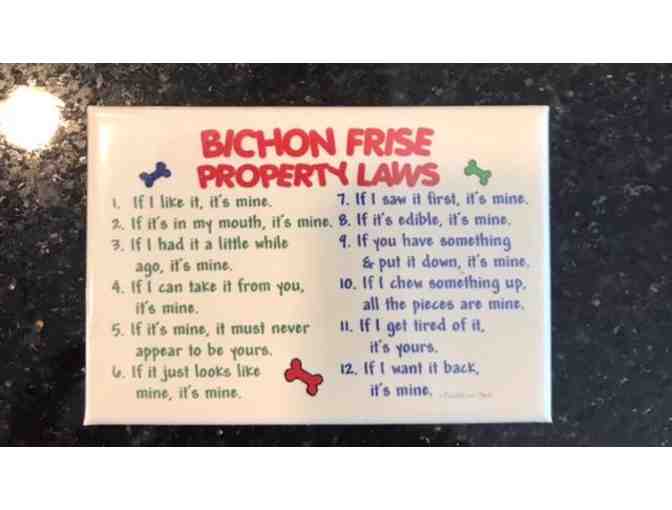 BICHON FRISE
PROPERTY LAWS
1. If I like it, it's mine.
2. If it's in my mouth, it's mine.
3. If I had it a little while
ago, it's mine.
4. If I can take it from you,
it's mine.
5. If it's mine, it must never
appear to be yours.
6. If it just looks like
mine, it's mine.
7. If I saw it first, it's mine.
8. If it's edible, it's mine.
9. If you have something
& put it down, it's mine.
10. If I chew something up,
all the pieces are mine.
11. If I get tired of it,
it's yours.
12. If I want it back,
it's mine.